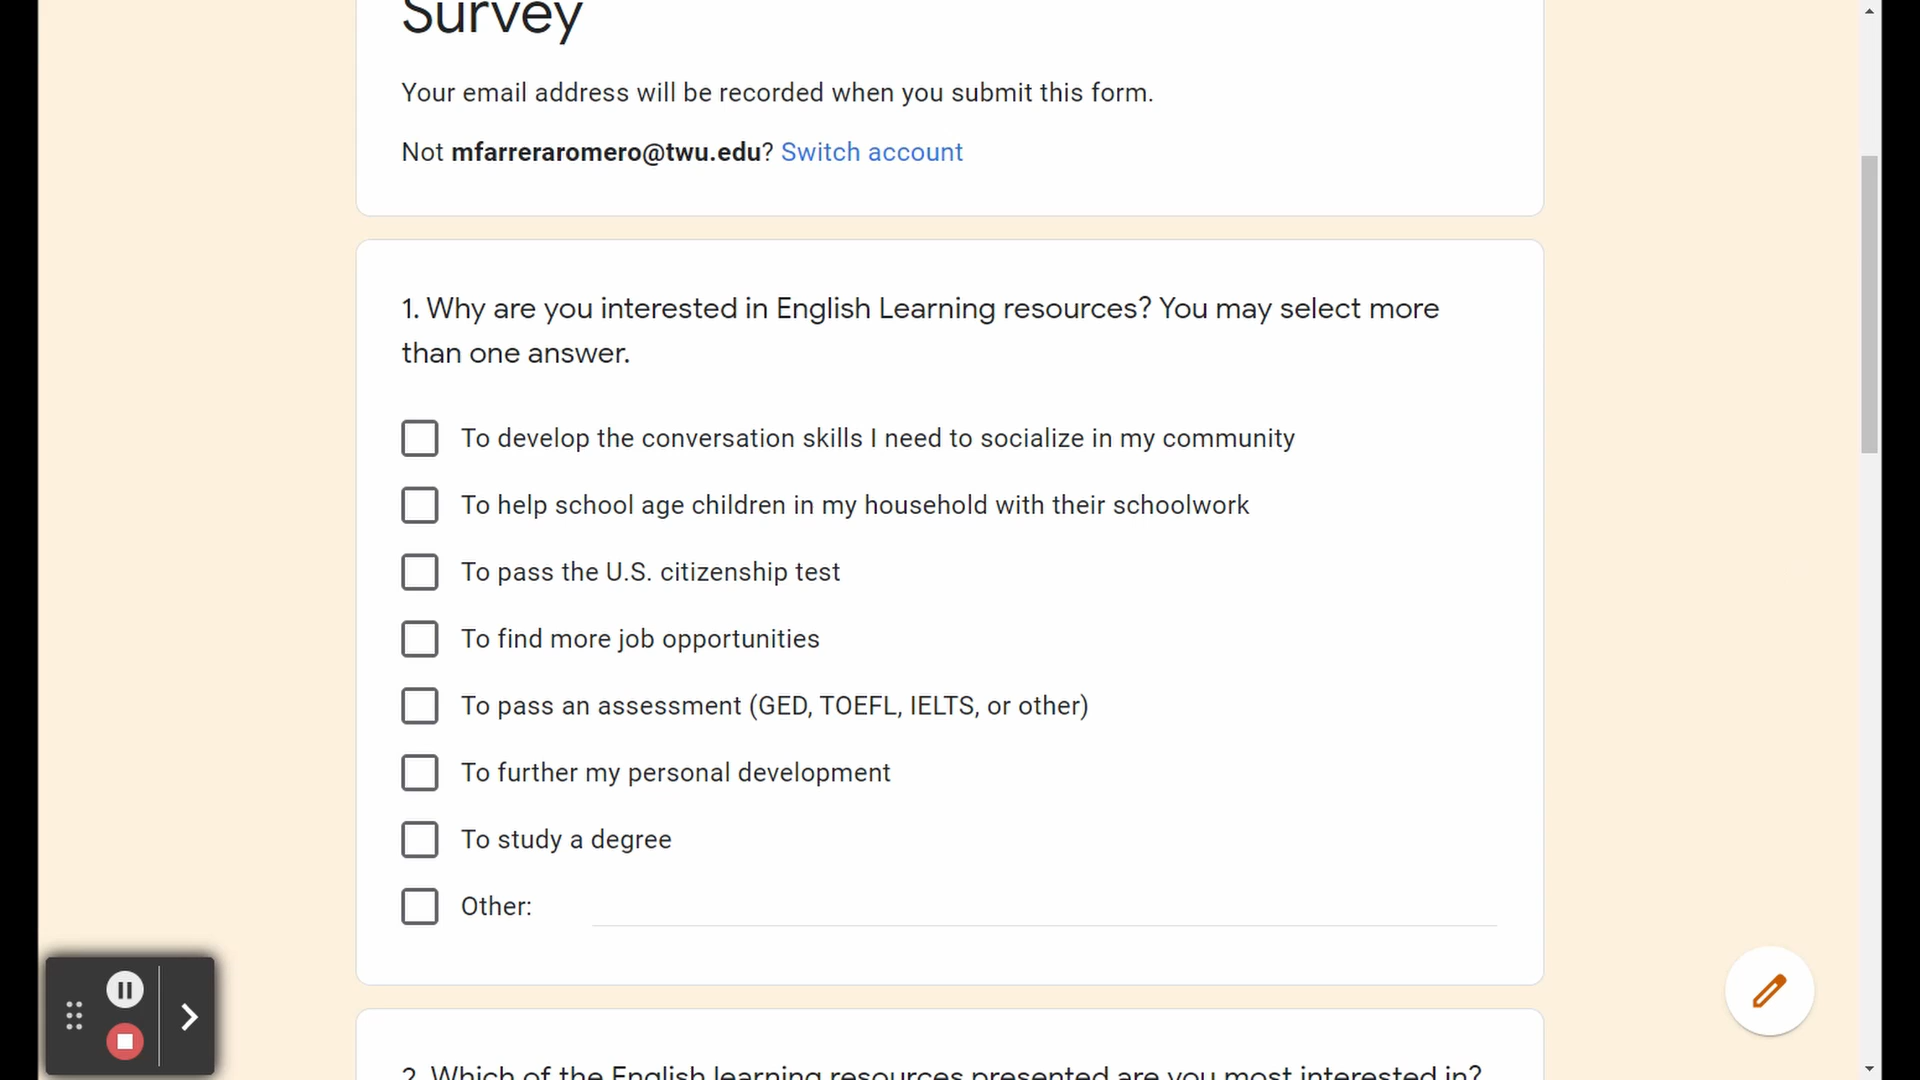 Survey
Your email address will be recorded when you submit this form.
Not mfarreraromero@twu.edu? Switch account
1. Why are you interested in English Learning resources? You may select more
than one answer.
To develop the conversation skills I need to socialize in my community
To help school age children in my household with their schoolwork
To pass the U.S. citizenship test
To find more job opportunities
To pass an assessment (GED, TOEFL, IELTS, or other)
To further my personal development
To study a degree
Other:
2. Which of the English learning resources presented are you most interested in?